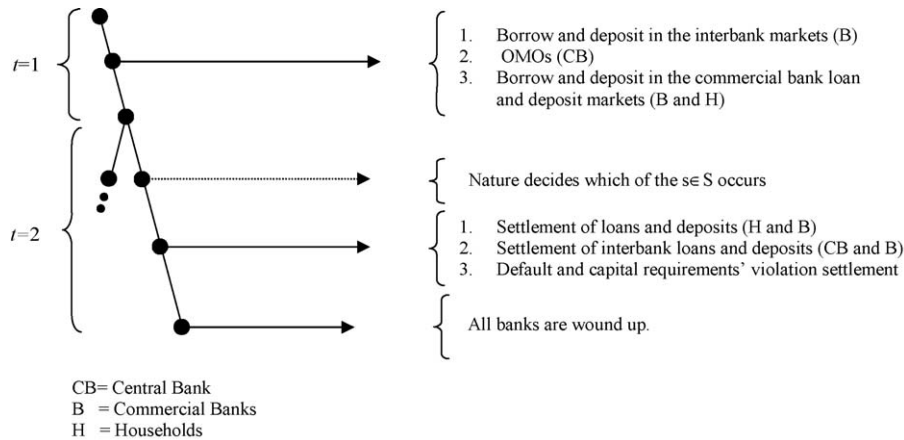 t=1
1. Borrow and deposit in the interbank markets (B)
2. OMOs (CB)
3. Borrow and deposit in the commercial bank loan
and deposit markets (B and H)
t=2
Nature decides which of the s∈ S occurs
1. Settlement of loans and deposits (H and B)
2. Settlement of interbank loans and deposits (CB and B)
3. Default and capital requirements’ violation settlement
All banks are wound up.
CB= Central Bank
B = Commercial Banks
H = Households